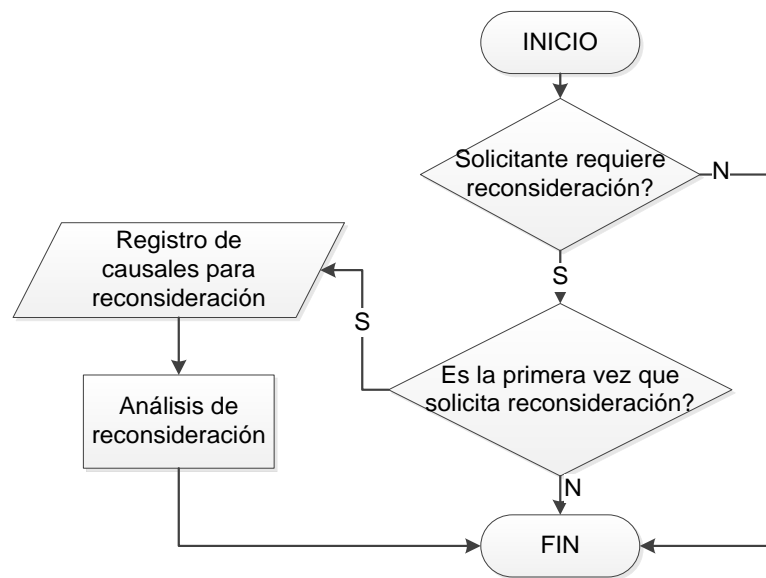 INICIO
Solicitante requiere
reconsideración?
N
S
Registro de
causales para
reconsideración
S
Es la primera vez que
solicita reconsideración?
Análisis de
reconsideración
N
FIN